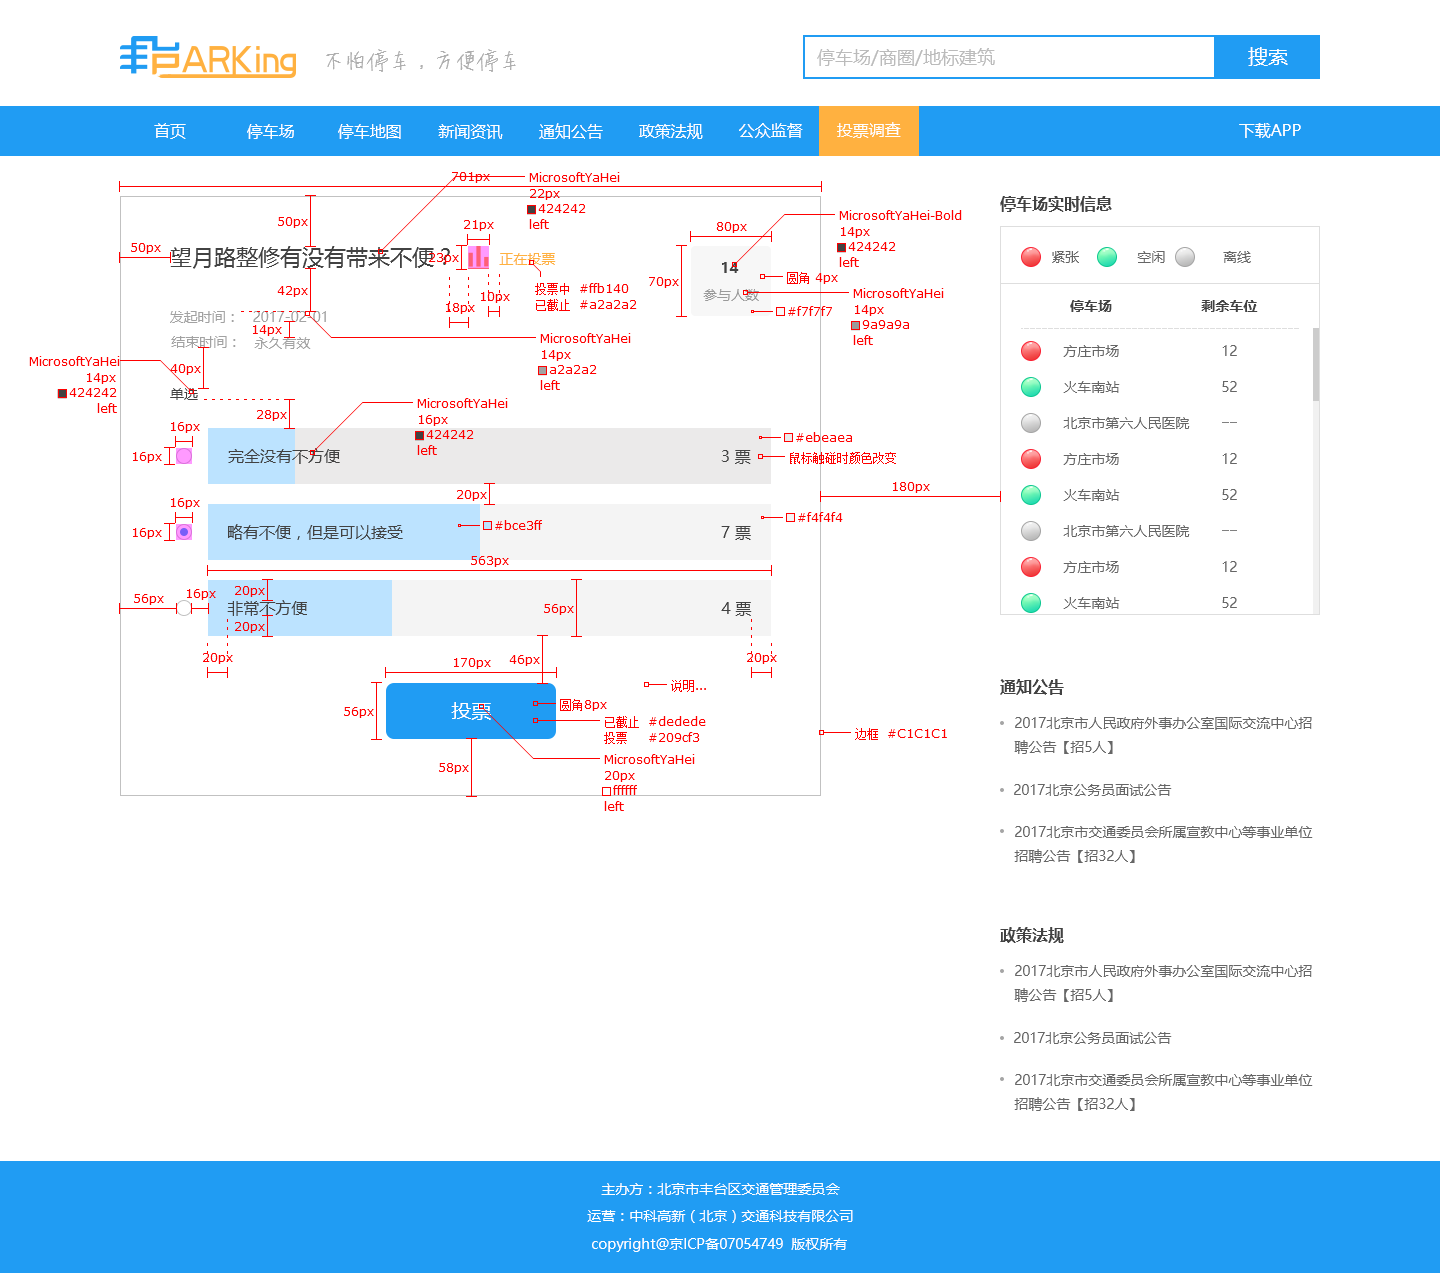 ARKing
不怕停车，方便停车
停车场/商圈/地标建筑
搜索
首页
停车场
停车地图
新闻资讯
通知公告
政策法规
公众监督
投票调查
下载APP
701px
MicrosoftYaHei
22px
424242
left
50px
50px
望月路整修有没有带来不便？
21px
23px
正在投票
投票中 #ffb140
已截止 #a2a2a2
18px
10px
80px
70px
14
参与人数
MicrosoftYaHei-Bold
14px
424242
left
圆角 4px
#f7f7f7
MicrosoftYaHei
14px
9a9a9a
left
42px
发起时间： 2017-02-01
14px
结束时间： 永久有效
MicrosoftYaHei
14px
a2a2a2
left
MicrosoftYaHei
14px
424242
left
40px
单选
28px
MicrosoftYaHei
16px
424242
left
16px
16px
完全没有不方便
3 票
#ebeaea
鼠标触碰时颜色改变
20px
180px
16px
16px
略有不便，但是可以接受
#bce3ff
7 票
#f4f4f4
563px
56px
16px
20px
非常不方便
20px
56px
4 票
20px
20px
170px
46px
56px
投票
圆角8px
说明...
已截止 #dedede
投票 #209cf3
MicrosoftYaHei
20px
ffffff
left
58px
边框 #C1C1C1
停车场实时信息
紧张
空闲
离线
停车场 剩余车位
方庄市场 12
火车南站 52
北京市第六人民医院 --
方庄市场 12
火车南站 52
北京市第六人民医院 --
方庄市场 12
火车南站 52
通知公告
2017北京市人民政府外事办公室国际交流中心招
聘公告【招5人】
2017北京公务员面试公告
2017北京市交通委员会所属宣教中心等事业单位
招聘公告【招32人】
政策法规
2017北京市人民政府外事办公室国际交流中心招
聘公告【招5人】
2017北京公务员面试公告
2017北京市交通委员会所属宣教中心等事业单位
招聘公告【招32人】
主办方：北京市丰台区交通管理委员会
运营：中科高新（北京）交通科技有限公司
copyright@京ICP备07054749 版权所有